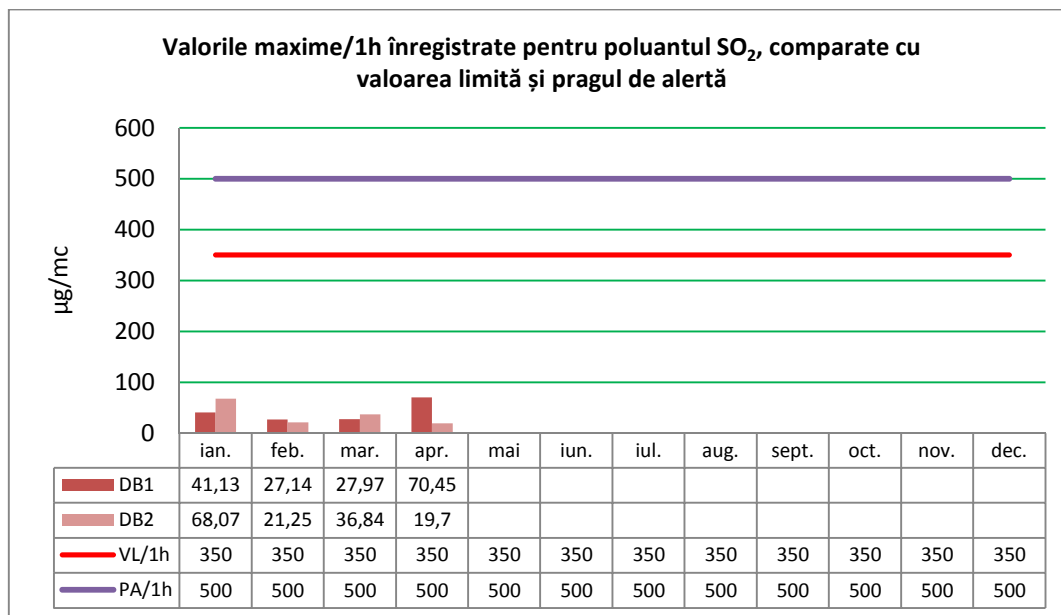 Valorile maxime/1h înregistrate pentru poluantul SO₂, comparate cu
valoarea limită și pragul de alertă
600
500
400
300
200
100
0
µg/mc
ian. feb. mar. apr. mai iun. iul. aug. sept. oct. nov. dec.
DB1 41,13 27,14 27,97 70,45
DB2 68,07 21,25 36,84 19,7
VL/1h 350 350 350 350 350 350 350 350 350 350 350 350
PA/1h 500 500 500 500 500 500 500 500 500 500 500 500